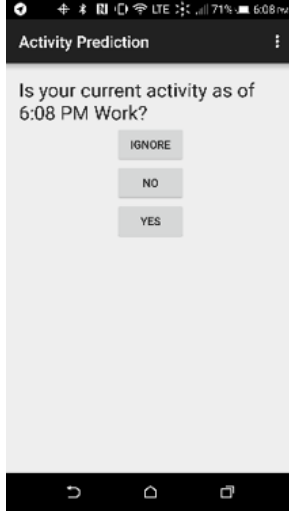 LTE 71% 6:08 PM
Activity Prediction
Is your current activity as of
6:08 PM Work?
IGNORE
NO
YES